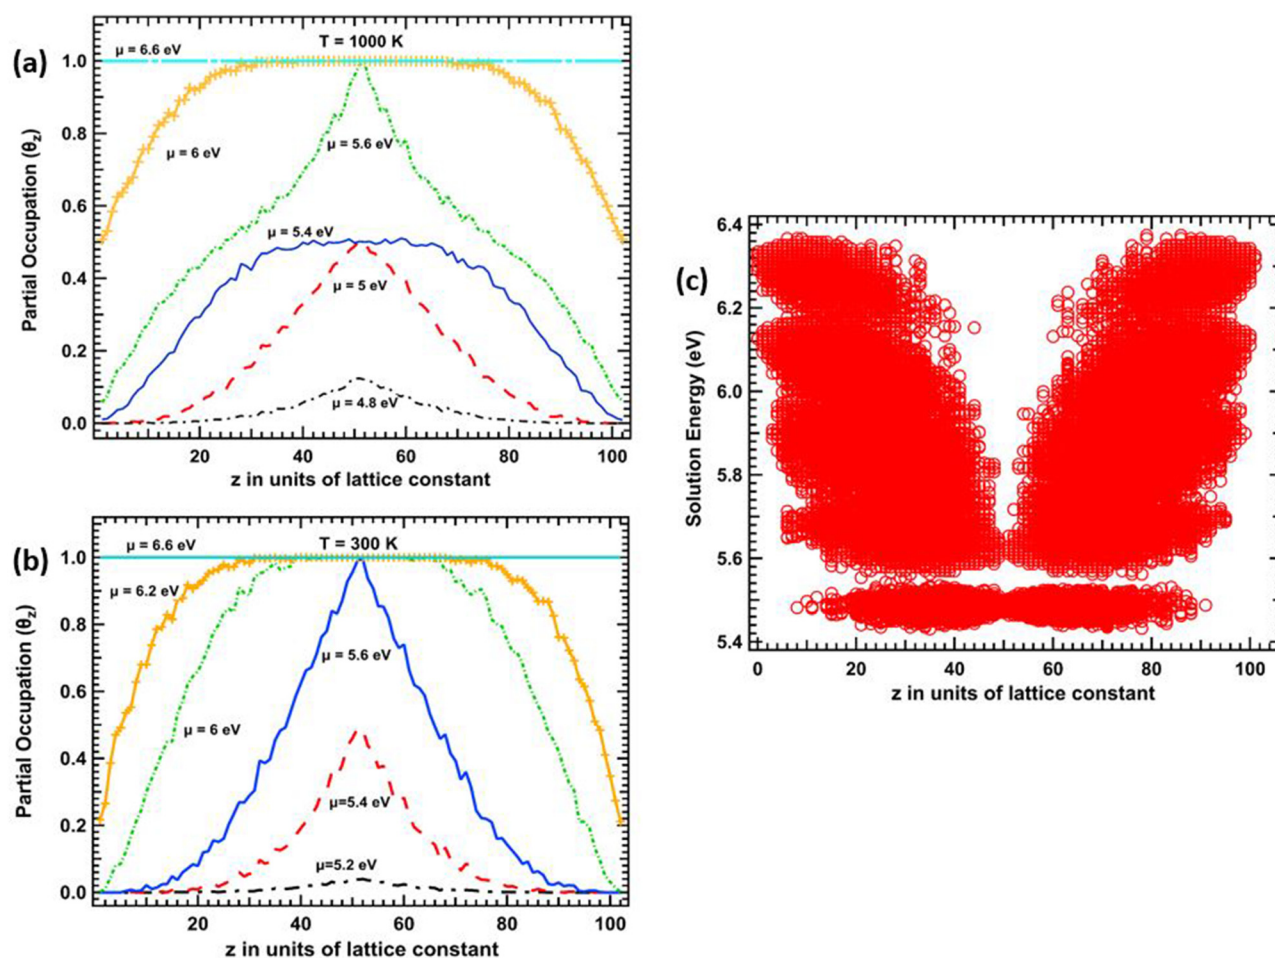 (a)
T = 1000 K
μ = 6.6 eV
μ = 6 eV
μ = 5.6 eV
μ = 5.4 eV
μ = 5 eV
μ = 4.8 eV
Partial Occupation (θz)
1.0
0.8
0.6
0.4
0.2
0.0
20
40
60
80
100
z in units of lattice constant
(b)
T = 300 K
μ = 6.6 eV
μ = 6.2 eV
μ = 5.6 eV
μ = 6 eV
μ=5.4 eV
μ=5.2 eV
Partial Occupation (θz)
1.0
0.8
0.6
0.4
0.2
0.0
20
40
60
80
100
z in units of lattice constant
(c)
Solution Energy (eV)
6.4
6.2
6.0
5.8
5.6
5.4
0
20
40
60
80
100
z in units of lattice constant